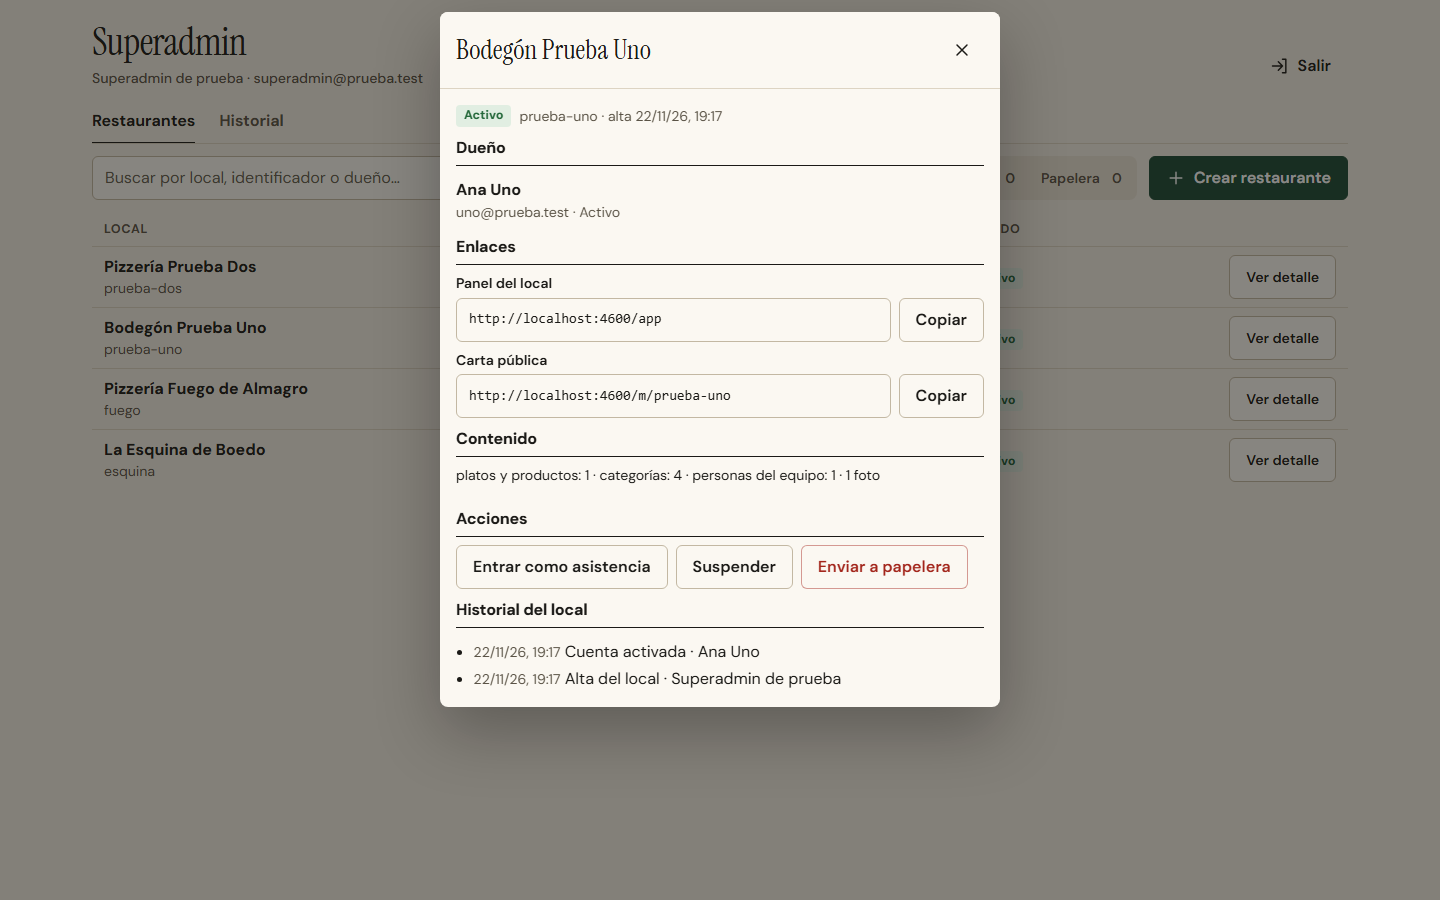 Superadmin
Superadmin de prueba · superadmin@prueba.test
Salir
Restaurantes Historial
Buscar por local, identificador o dueño...
0 Papelera 0
Crear restaurante
LOCAL
DO
Pizzería Prueba Dos
prueba-dos
vo
Ver detalle
Bodegón Prueba Uno
prueba-uno
vo
Ver detalle
Pizzería Fuego de Almagro
fuego
vo
Ver detalle
La Esquina de Boedo
esquina
vo
Ver detalle
Bodegón Prueba Uno
Activo prueba-uno · alta 22/11/26, 19:17
Dueño
Ana Uno
uno@prueba.test · Activo
Enlaces
Panel del local
http://localhost:4600/app
Copiar
Carta pública
http://localhost:4600/m/prueba-uno
Copiar
Contenido
platos y productos: 1 · categorías: 4 · personas del equipo: 1 · 1 foto
Acciones
Entrar como asistencia Suspender Enviar a papelera
Historial del local
• 22/11/26, 19:17 Cuenta activada · Ana Uno
• 22/11/26, 19:17 Alta del local · Superadmin de prueba